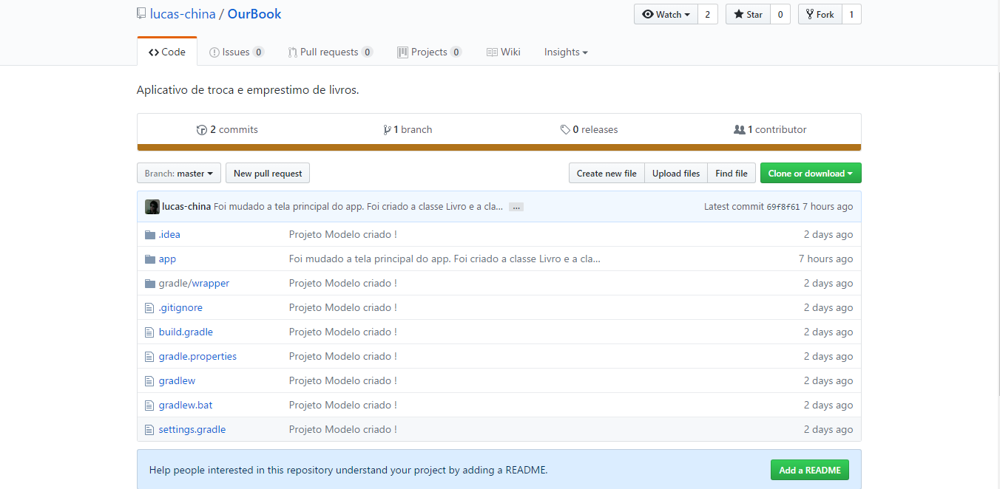 lucas-china / OurBook Watch 2 Star 0 Fork 1
Code Issues 0 Pull requests 0 Projects 0 Wiki Insights
Aplicativo de troca e emprestimo de livros.
2 commits 1 branch 0 releases 1 contributor
Branch: master New pull request Create new file Upload files Find file Clone or download
lucas-china Foi mudado a tela principal do app. Foi criado a classe Livro e a cla... ... Latest commit 69f8f61 7 hours ago
.idea Projeto Modelo criado ! 2 days ago
app Foi mudado a tela principal do app. Foi criado a classe Livro e a cla... 7 hours ago
gradle/wrapper Projeto Modelo criado ! 2 days ago
.gitignore Projeto Modelo criado ! 2 days ago
build.gradle Projeto Modelo criado ! 2 days ago
gradle.properties Projeto Modelo criado ! 2 days ago
gradlew Projeto Modelo criado ! 2 days ago
gradlew.bat Projeto Modelo criado ! 2 days ago
settings.gradle Projeto Modelo criado ! 2 days ago
Help people interested in this repository understand your project by adding a README. Add a README